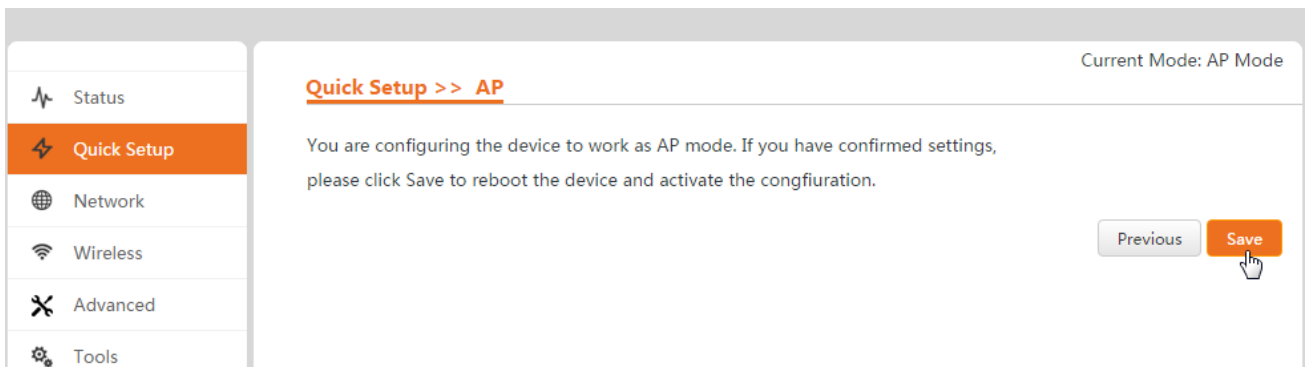 Current Mode: AP Mode
Quick Setup >> AP
Status
Quick Setup
Network
Wireless
Advanced
Tools
You are configuring the device to work as AP mode. If you have confirmed settings,
please click Save to reboot the device and activate the congfiuration.
Previous
Save